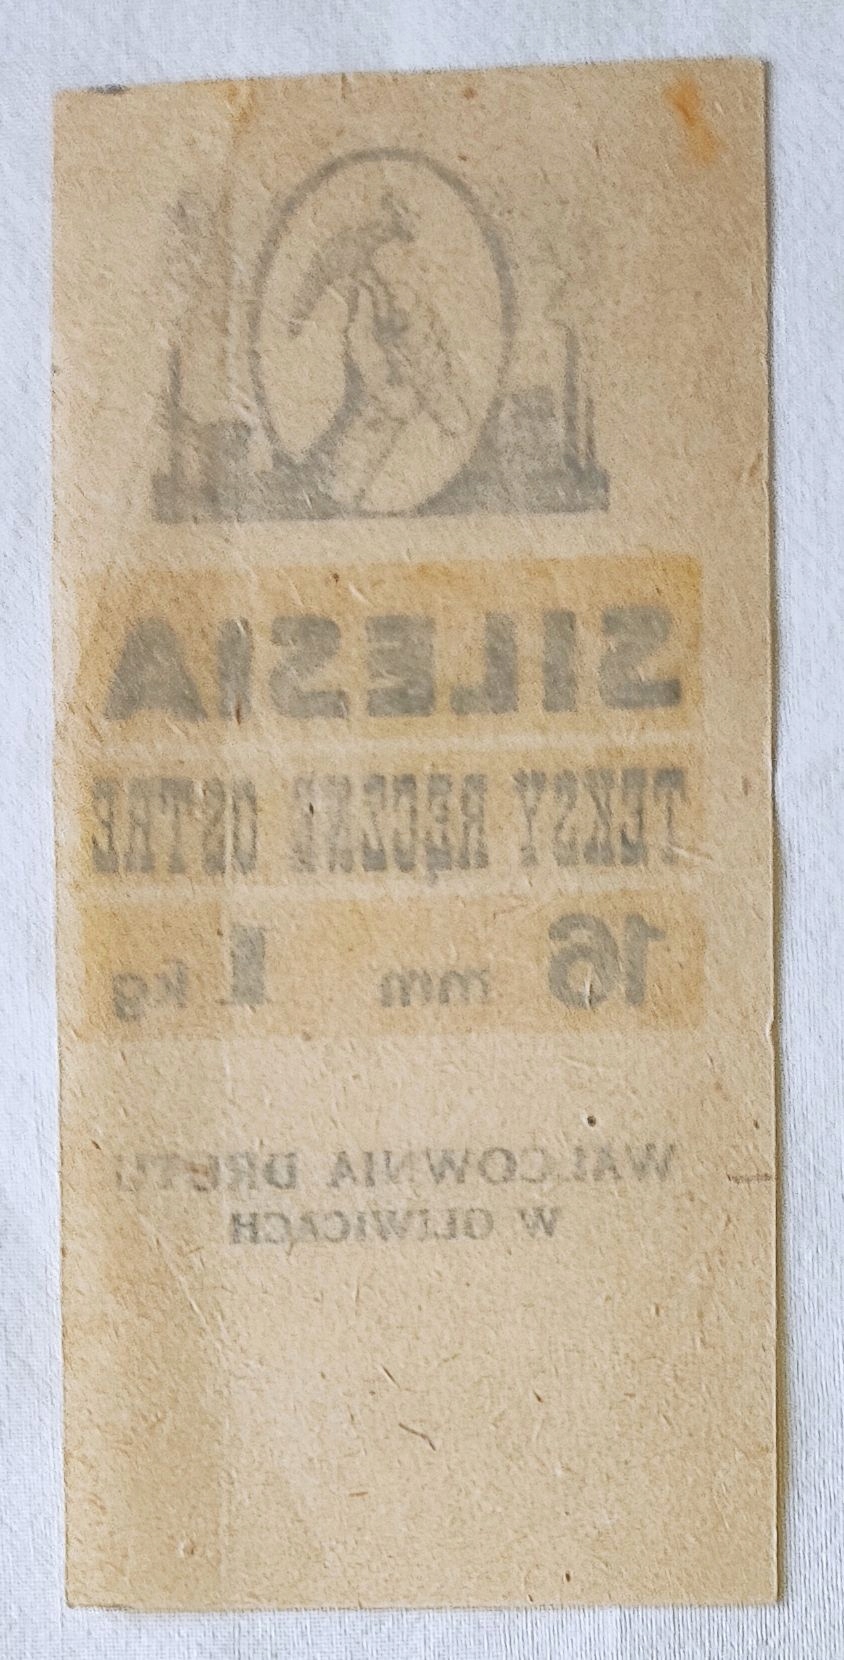 SILESIA
TEKSY RĘCZNE OSTRE
16 mm 1 kg
WALCOWNIA DRUTU
W GLIWICACH